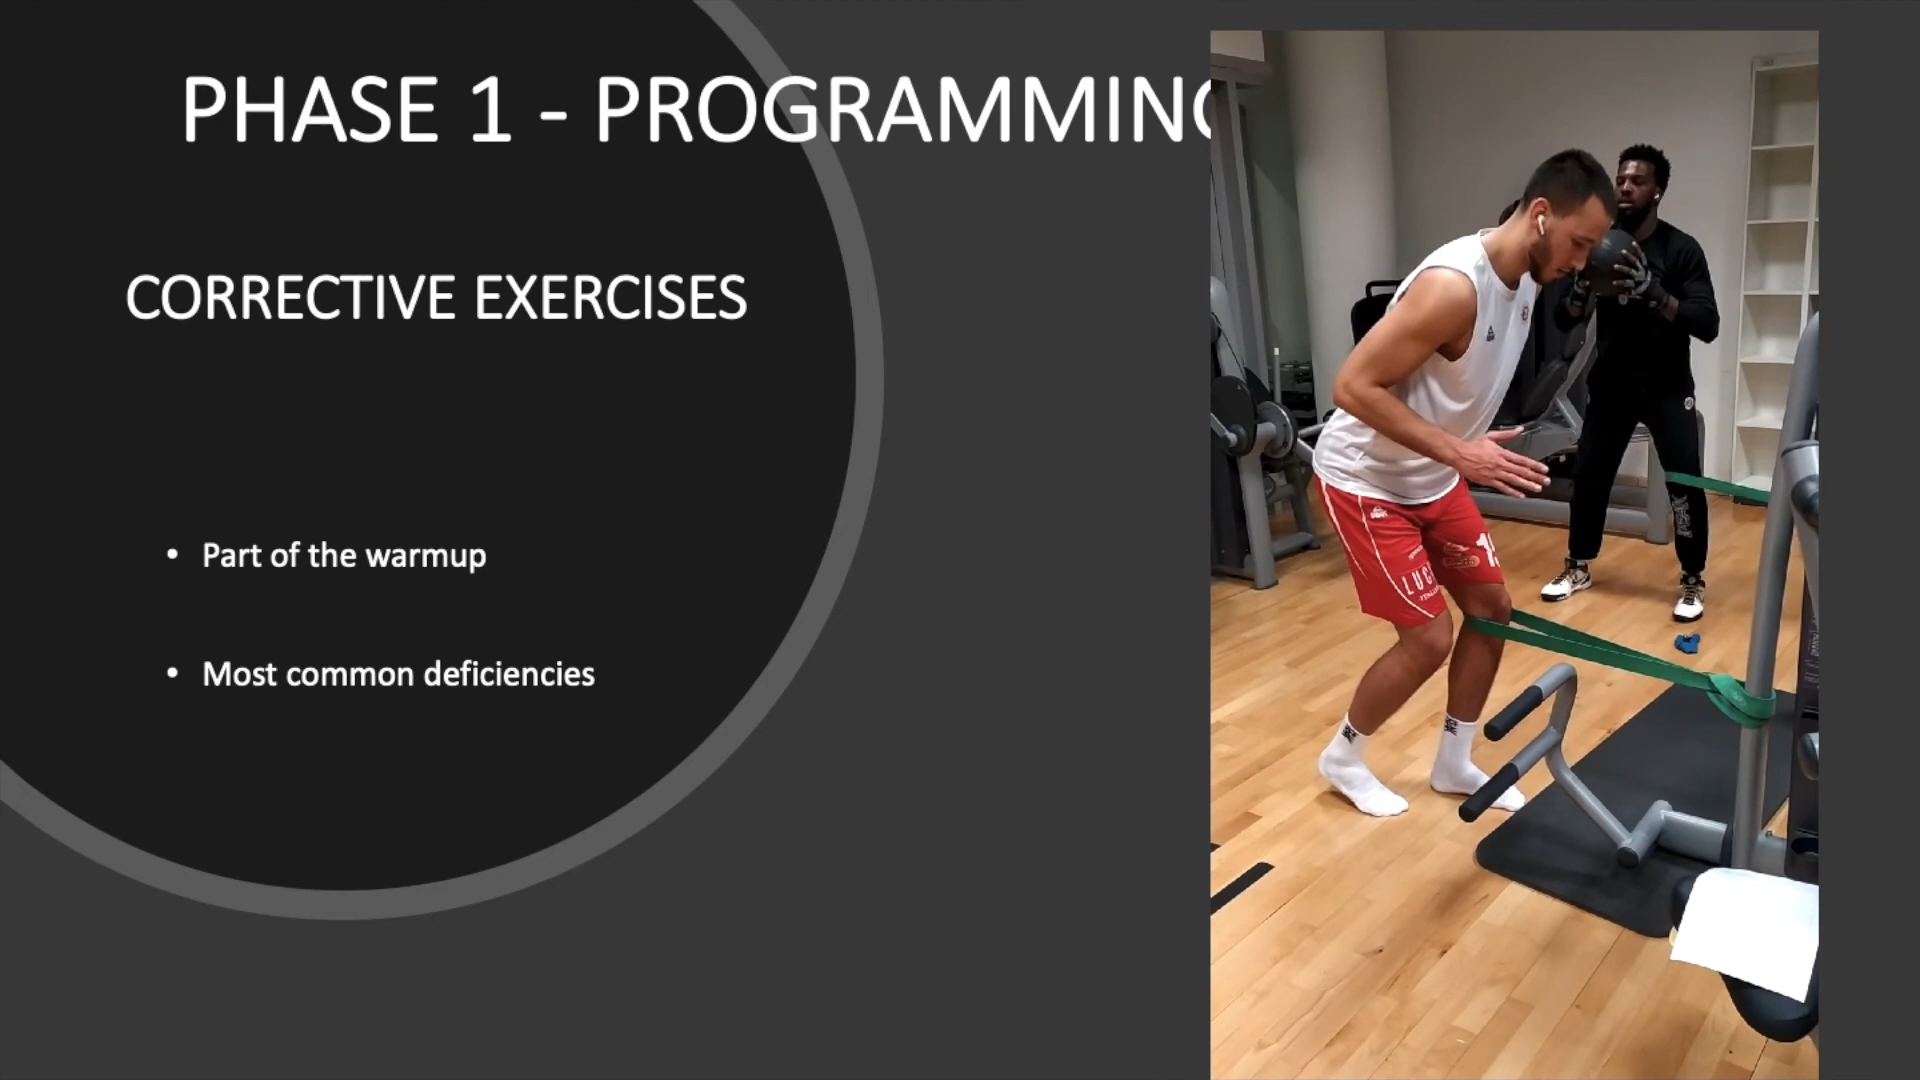 PHASE 1 - PROGRAMMING
CORRECTIVE EXERCISES
• Part of the warmup
• Most common deficiencies